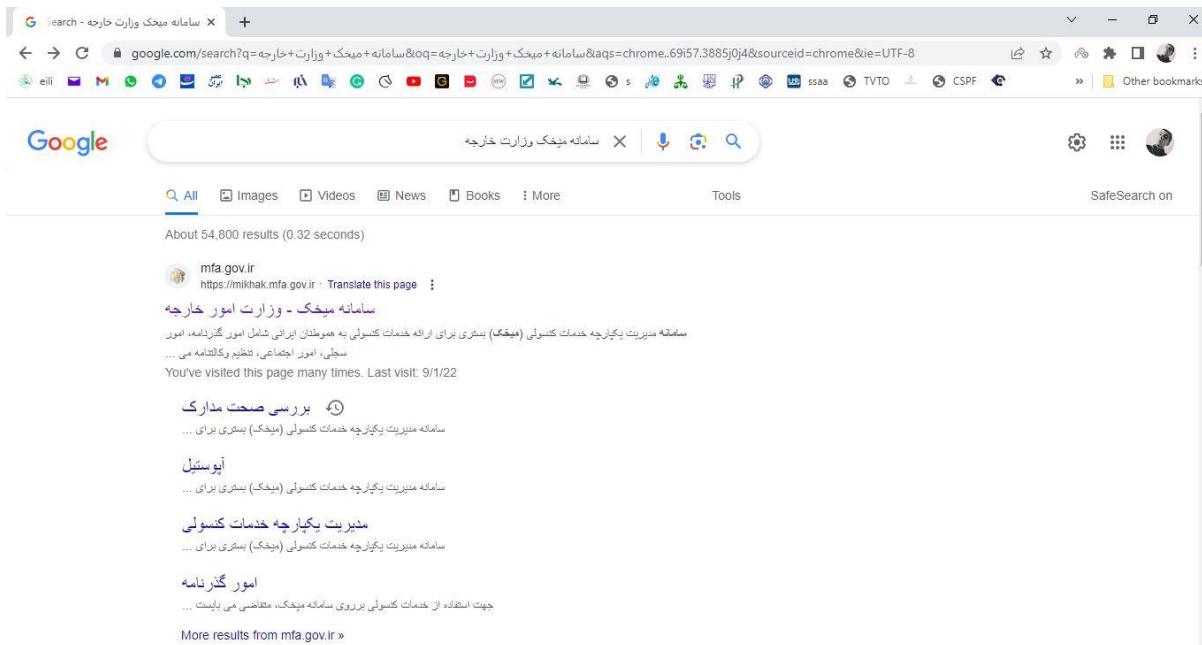 سامانه میخک وزارت خارجه - Search
google.com/search?q=سامانه+میخک+وزارت+خارجه&oq=سامانه+میخک+وزارت+خارجه&aqs=chrome..69i57.3885j0j4&sourceid=chrome&ie=UTF-8
eili G s ssaa TVTO CSPF » Other bookmarks
Google سامانه میخک وزارت خارجه
All Images Videos News Books More Tools SafeSearch on
About 54,800 results (0.32 seconds)
mfa.gov.ir
https://mikhak.mfa.gov.ir · Translate this page
سامانه میخک - وزارت امور خارجه
سامانه مدیریت یکپارچه خدمات کنسولی (میخک) بستری برای ارائه خدمات کنسولی به هموطنان ایرانی شامل امور گذرنامه، امور
سجلی، امور اجتماعی، تنظیم وکالتنامه می ...
You've visited this page many times. Last visit: 9/1/22
بررسی صحت مدارک
سامانه مدیریت یکپارچه خدمات کنسولی (میخک) بستری برای ...
آپوستیل
سامانه مدیریت یکپارچه خدمات کنسولی (میخک) بستری برای ...
مدیریت یکپارچه خدمات کنسولی
سامانه مدیریت یکپارچه خدمات کنسولی (میخک) بستری برای ...
امور گذرنامه
جهت استفاده از خدمات کنسولی برروی سامانه میخک، متقاضی می بایست ...
More results from mfa.gov.ir »